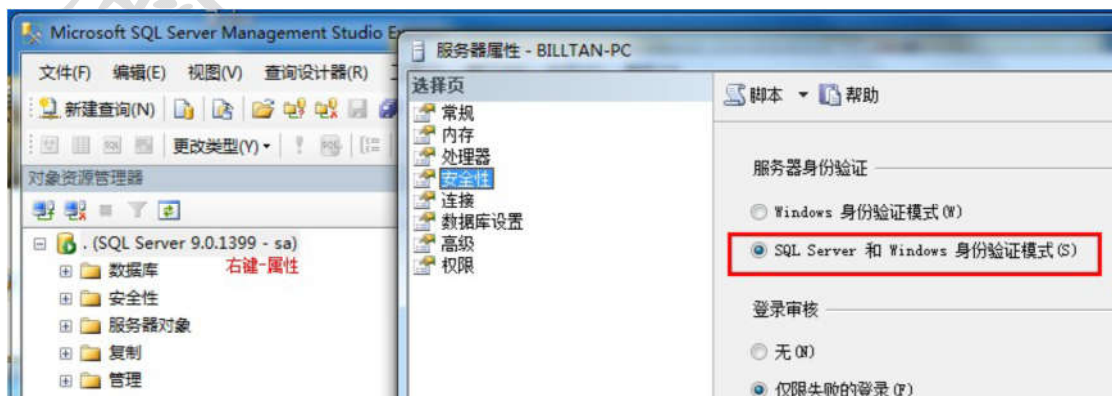 Microsoft SQL Server Management Studio
文件(F) 编辑(E) 视图(V) 查询设计器(R)
新建查询(N)
更改类型(Y)
对象资源管理器
. (SQL Server 9.0.1399 - sa)
右键-属性
数据库
安全性
服务器对象
复制
管理
服务器属性 - BILLTAN-PC
选择页
常规
内存
处理器
安全性
连接
数据库设置
高级
权限
脚本 帮助
服务器身份验证
Windows 身份验证模式(W)
SQL Server 和 Windows 身份验证模式(S)
登录审核
无(N)
仅限失败的登录(F)